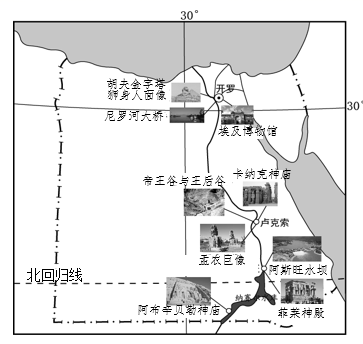 30°
胡夫金字塔
狮身人面像
开罗
30°
尼罗河大桥
埃及博物馆
帝王谷与王后谷
卡纳克神庙
卢克索
孟农巨像
阿斯旺水坝
北回归线
阿布辛贝勒神庙
菲莱神殿